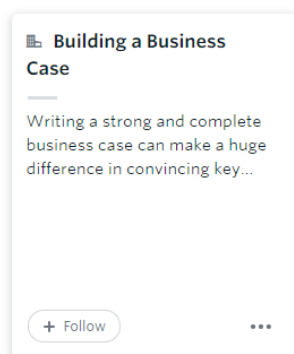 Building a Business
Case
Writing a strong and complete
business case can make a huge
difference in convincing key...
+ Follow